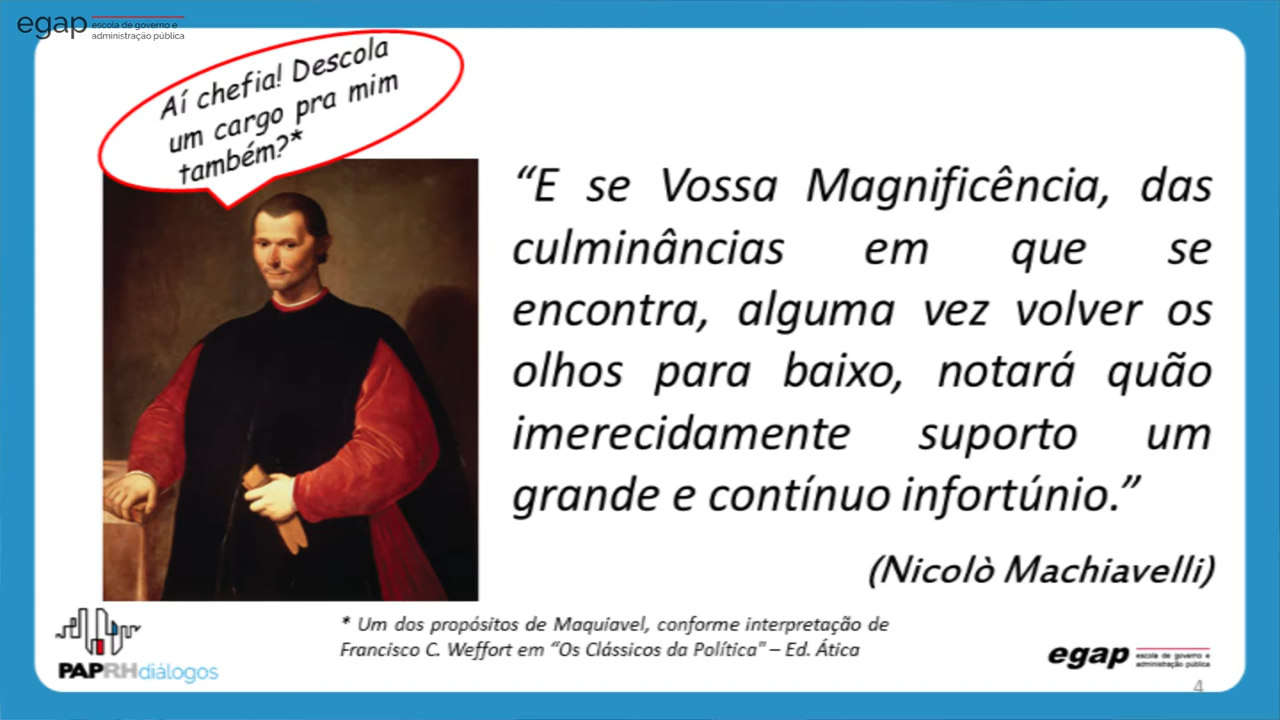 egap escola de governo e
administração pública
Aí chefia! Descola
um cargo pra mim
também?*
“E se Vossa Magnificência, das
culminâncias em que se
encontra, alguma vez volver os
olhos para baixo, notará quão
imerecidamente suporto um
grande e contínuo infortúnio.”
(Nicolò Machiavelli)
* Um dos propósitos de Maquiavel, conforme interpretação de
Francisco C. Weffort em “Os Clássicos da Política" – Ed. Ática
PAPRHdiálogos
egap escola de governo e
administração pública
4